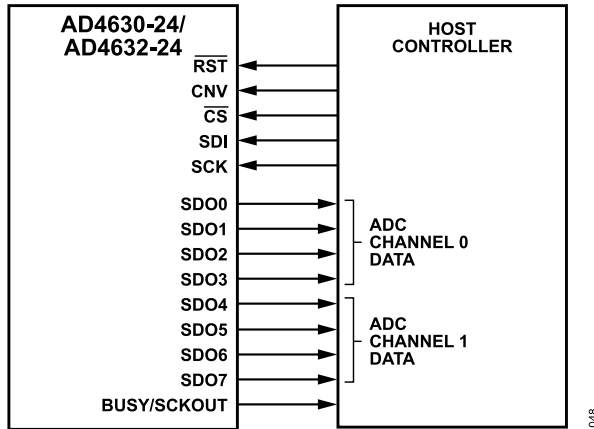 AD4630-24/
AD4632-24
RST
CNV
CS
SDI
SCK
SDO0
SDO1
SDO2
SDO3
SDO4
SDO5
SDO6
SDO7
BUSY/SCKOUT
HOST
CONTROLLER
ADC
CHANNEL 0
DATA
ADC
CHANNEL 1
DATA
048